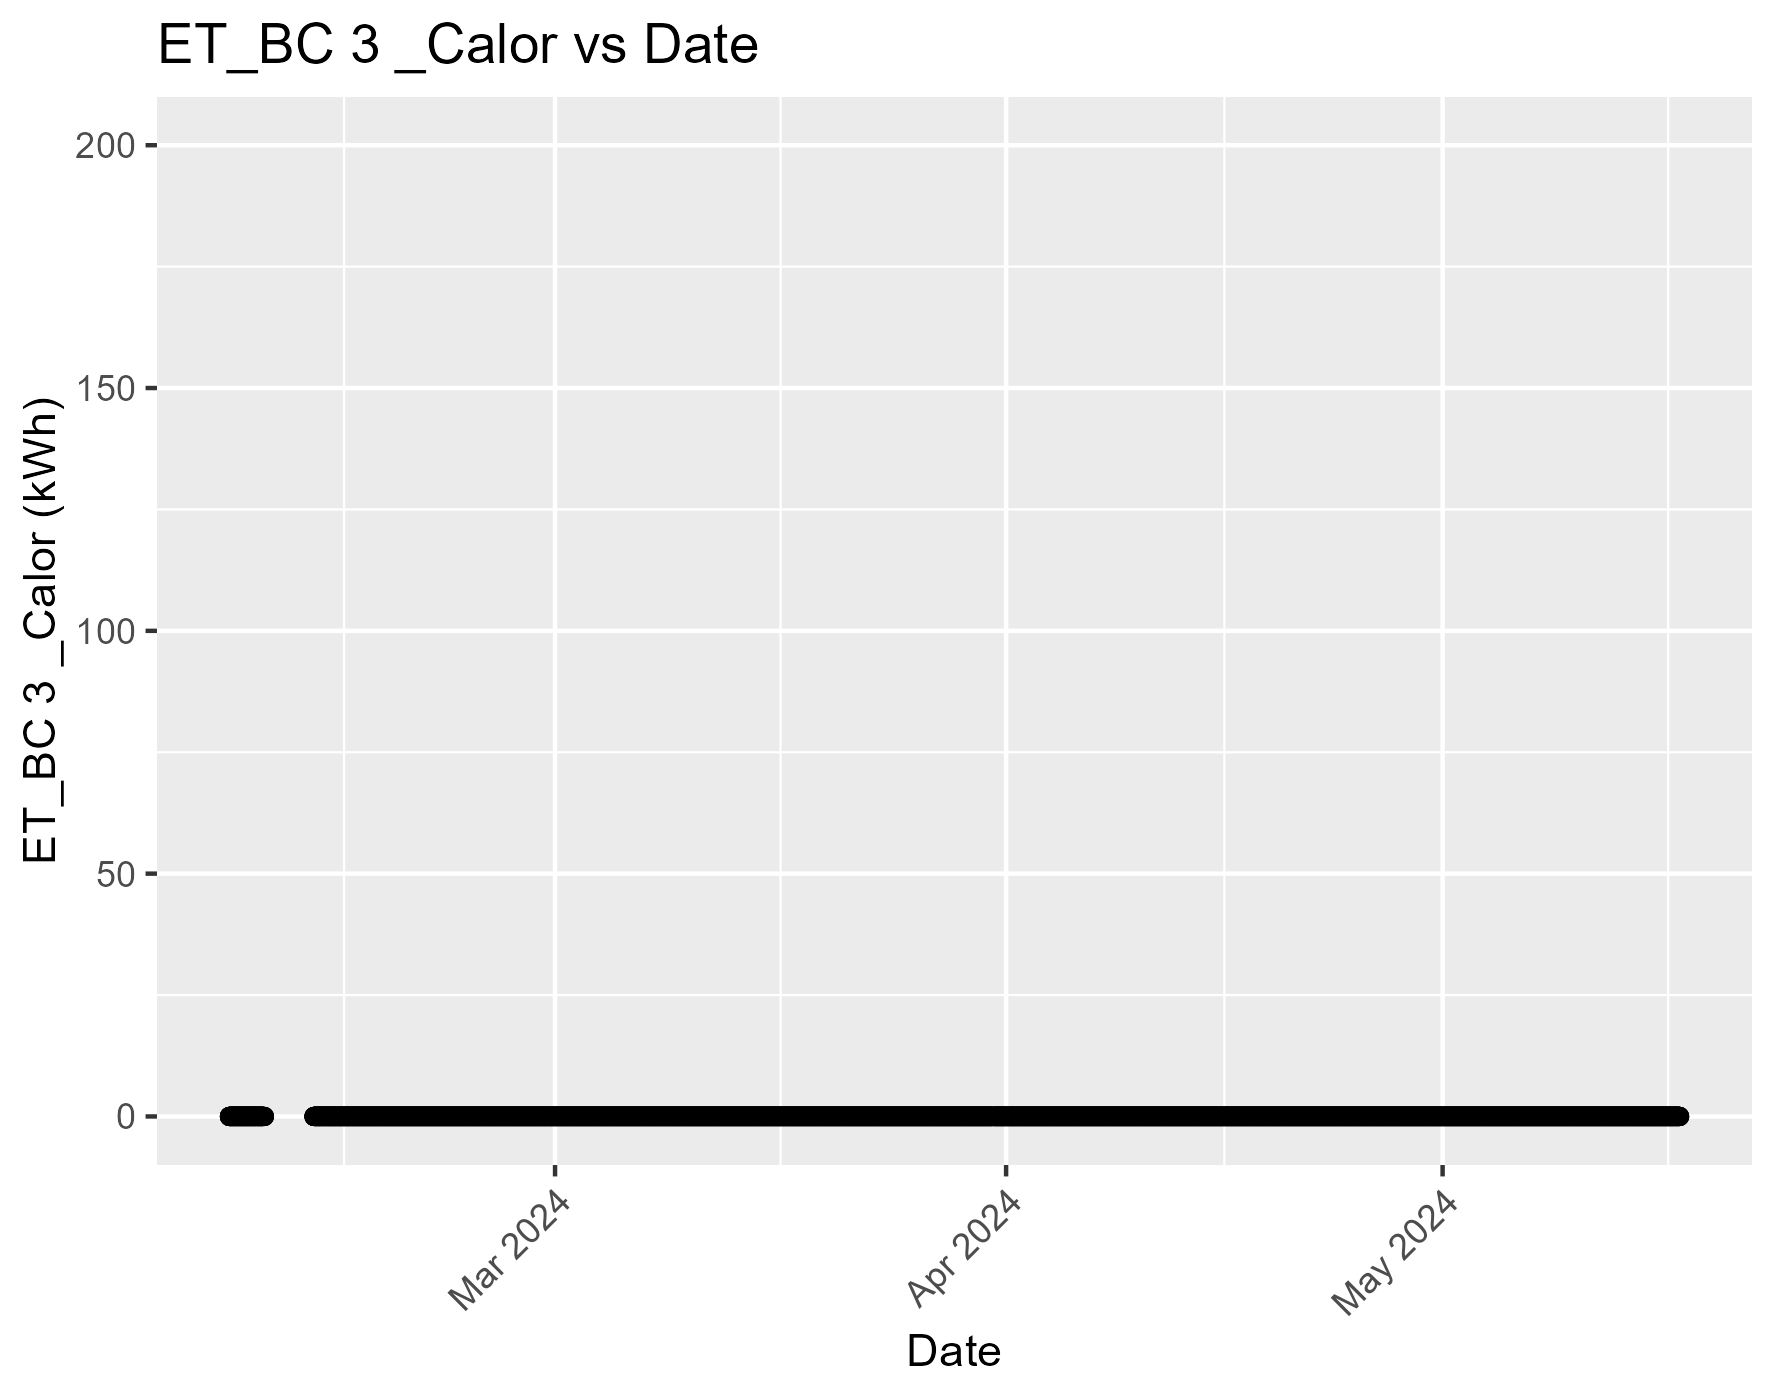 ET_BC 3 _Calor vs Date
ET_BC 3 _Calor (kWh)
200
150
100
50
0
Mar 2024
Apr 2024
May 2024
Date